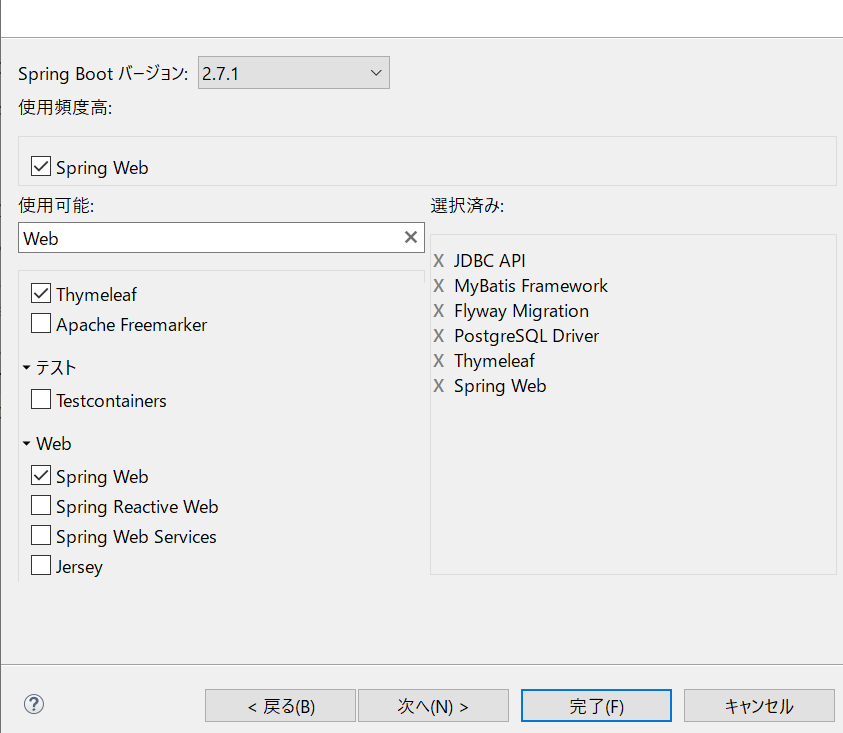 Spring Boot バージョン: 2.7.1
使用頻度高:
Spring Web
使用可能:
Web
Thymeleaf
Apache Freemarker
テスト
Testcontainers
Web
Spring Web
Spring Reactive Web
Spring Web Services
Jersey
選択済み:
X JDBC API
X MyBatis Framework
X Flyway Migration
X PostgreSQL Driver
X Thymeleaf
X Spring Web
? < 戻る(B) 次へ(N) > 完了(F) キャンセル